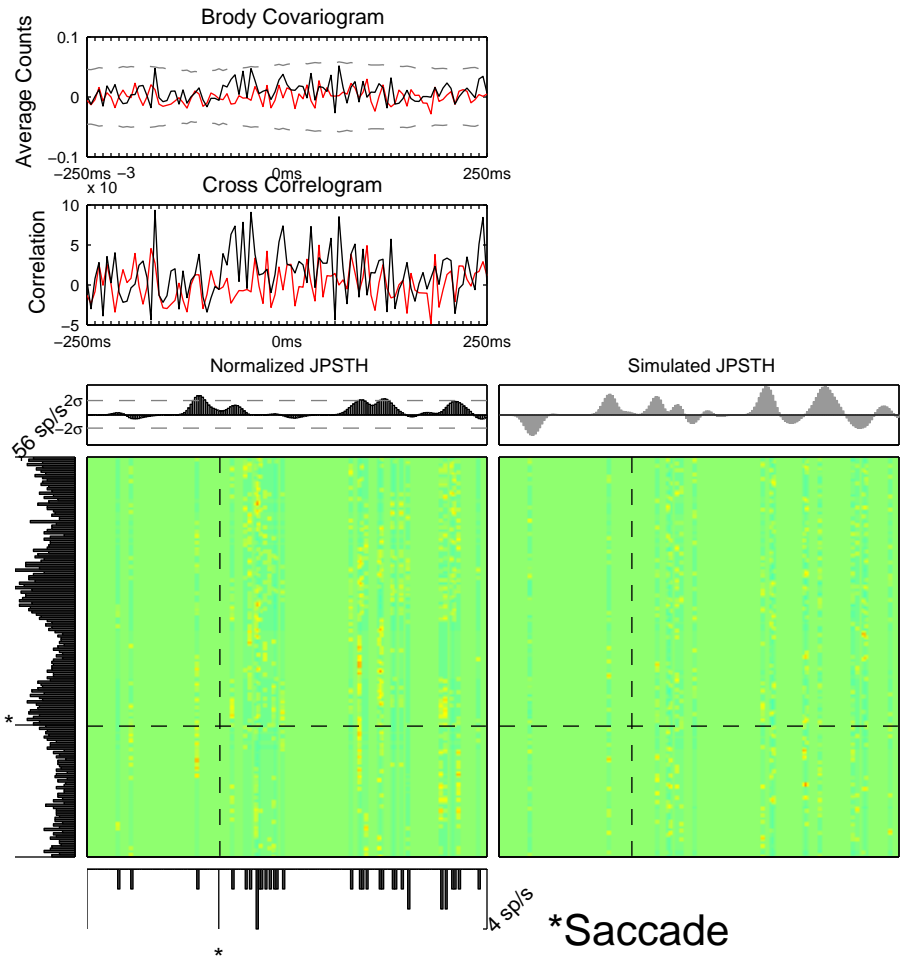 Brody Covariogram
Average Counts
0.1
0
−0.1
−250ms
0ms
250ms
x 10
−3
Cross Correlogram
Correlation
10
5
0
−5
−250ms
0ms
250ms
Normalized JPSTH
Simulated JPSTH
2σ
−2σ
56 sp/s
*
4 sp/s
*
*Saccade